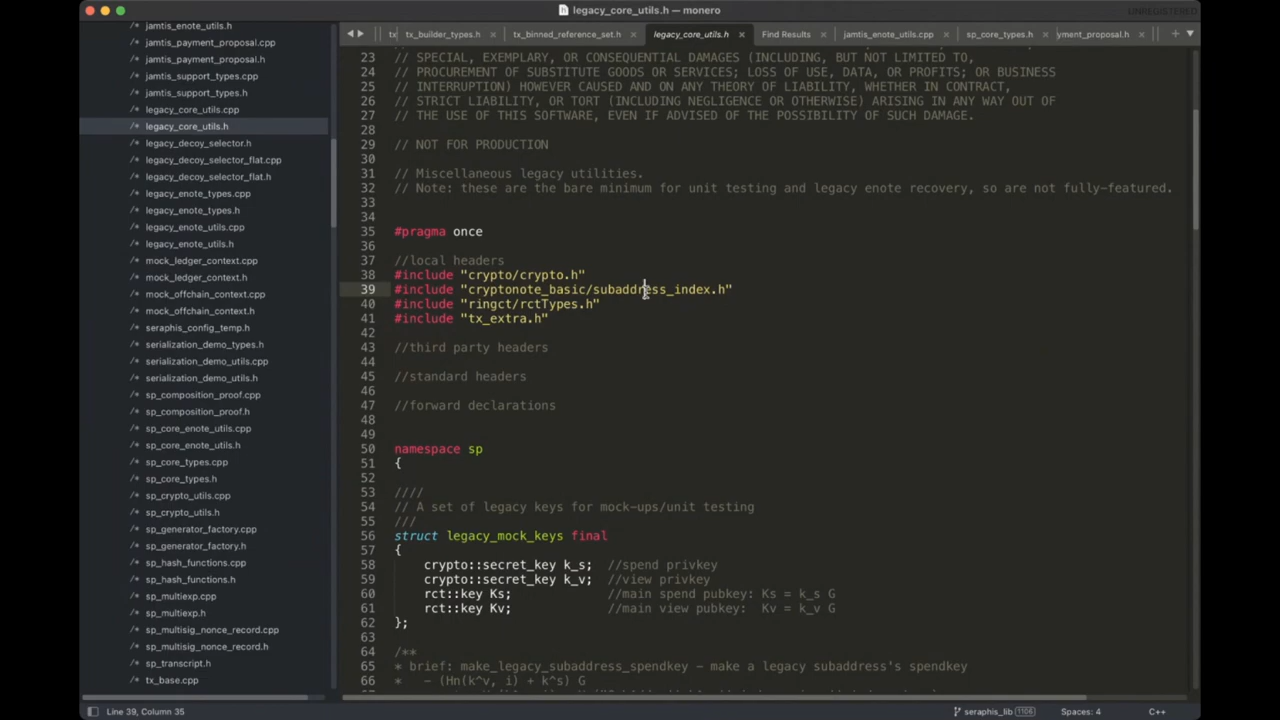 legacy_core_utils.h — monero
UNREGISTERED
jamtis_enote_utils.h
jamtis_payment_proposal.cpp
jamtis_payment_proposal.h
jamtis_support_types.cpp
jamtis_support_types.h
legacy_core_utils.cpp
legacy_core_utils.h
legacy_decoy_selector.h
legacy_decoy_selector_flat.cpp
legacy_decoy_selector_flat.h
legacy_enote_types.cpp
legacy_enote_types.h
legacy_enote_utils.cpp
legacy_enote_utils.h
mock_ledger_context.cpp
mock_ledger_context.h
mock_offchain_context.cpp
mock_offchain_context.h
seraphis_config_temp.h
serialization_demo_types.h
serialization_demo_utils.cpp
serialization_demo_utils.h
sp_composition_proof.cpp
sp_composition_proof.h
sp_core_enote_utils.cpp
sp_core_enote_utils.h
sp_core_types.cpp
sp_core_types.h
sp_crypto_utils.cpp
sp_crypto_utils.h
sp_generator_factory.cpp
sp_generator_factory.h
sp_hash_functions.cpp
sp_hash_functions.h
sp_multiexp.cpp
sp_multiexp.h
sp_multisig_nonce_record.cpp
sp_multisig_nonce_record.h
sp_transcript.h
tx_base.cpp
tx tx_builder_types.h tx_binned_reference_set.h legacy_core_utils.h Find Results jamtis_enote_utils.cpp sp_core_types.h yment_proposal.h
23 // SPECIAL, EXEMPLARY, OR CONSEQUENTIAL DAMAGES (INCLUDING, BUT NOT LIMITED TO,
24 // PROCUREMENT OF SUBSTITUTE GOODS OR SERVICES; LOSS OF USE, DATA, OR PROFITS; OR BUSINESS
25 // INTERRUPTION) HOWEVER CAUSED AND ON ANY THEORY OF LIABILITY, WHETHER IN CONTRACT,
26 // STRICT LIABILITY, OR TORT (INCLUDING NEGLIGENCE OR OTHERWISE) ARISING IN ANY WAY OUT OF
27 // THE USE OF THIS SOFTWARE, EVEN IF ADVISED OF THE POSSIBILITY OF SUCH DAMAGE.
28
29 // NOT FOR PRODUCTION
30
31 // Miscellaneous legacy utilities.
32 // Note: these are the bare minimum for unit testing and legacy enote recovery, so are not fully-featured.
33
34
35 #pragma once
36
37 //local headers
38 #include "crypto/crypto.h"
39 #include "cryptonote_basic/subaddress_index.h"
40 #include "ringct/rctTypes.h"
41 #include "tx_extra.h"
42
43 //third party headers
44
45 //standard headers
46
47 //forward declarations
48
49
50 namespace sp
51 {
52
53 ////
54 // A set of legacy keys for mock-ups/unit testing
55 ///
56 struct legacy_mock_keys final
57 {
58 crypto::secret_key k_s; //spend privkey
59 crypto::secret_key k_v; //view privkey
60 rct::key Ks; //main spend pubkey: Ks = k_s G
61 rct::key Kv; //main view pubkey: Kv = k_v G
62 };
63
64 /**
65 * brief: make_legacy_subaddress_spendkey - make a legacy subaddress's spendkey
66 * - (Hn(k^v, i) + k^s) G
Line 39, Column 35 seraphis_lib 1106 Spaces: 4 C++